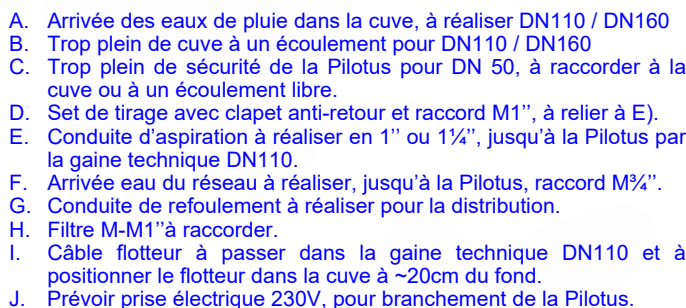 A. Arrivée des eaux de pluie dans la cuve, à réaliser DN110 / DN160
B. Trop plein de cuve à un écoulement pour DN110 / DN160
C. Trop plein de sécurité de la Pilotus pour DN 50, à raccorder à la
cuve ou à un écoulement libre.
D. Set de tirage avec clapet anti-retour et raccord M1'', à relier à E).
E. Conduite d'aspiration à réaliser en 1'' ou 1¼'', jusqu'à la Pilotus par
la gaine technique DN110.
F. Arrivée eau du réseau à réaliser, jusqu'à la Pilotus, raccord M¾''.
G. Conduite de refoulement à réaliser pour la distribution.
H. Filtre M-M1''à raccorder.
I. Câble flotteur à passer dans la gaine technique DN110 et à
positionner le flotteur dans la cuve à ~20cm du fond.
J. Prévoir prise électrique 230V, pour branchement de la Pilotus.